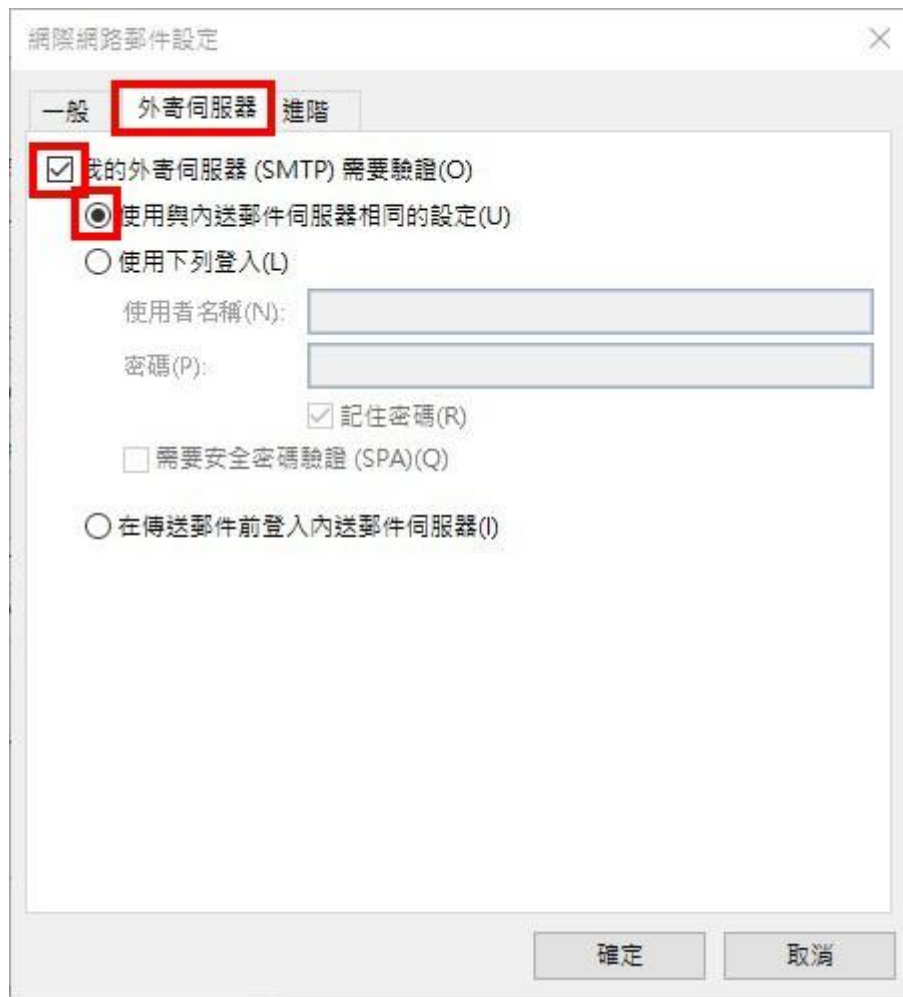 網際網路郵件設定
一般 外寄伺服器 進階
我的外寄伺服器 (SMTP) 需要驗證(O)
使用與內送郵件伺服器相同的設定(U)
使用下列登入(L)
使用者名稱(N):
密碼(P):
記住密碼(R)
需要安全密碼驗證 (SPA)(Q)
在傳送郵件前登入內送郵件伺服器(I)
確定 取消